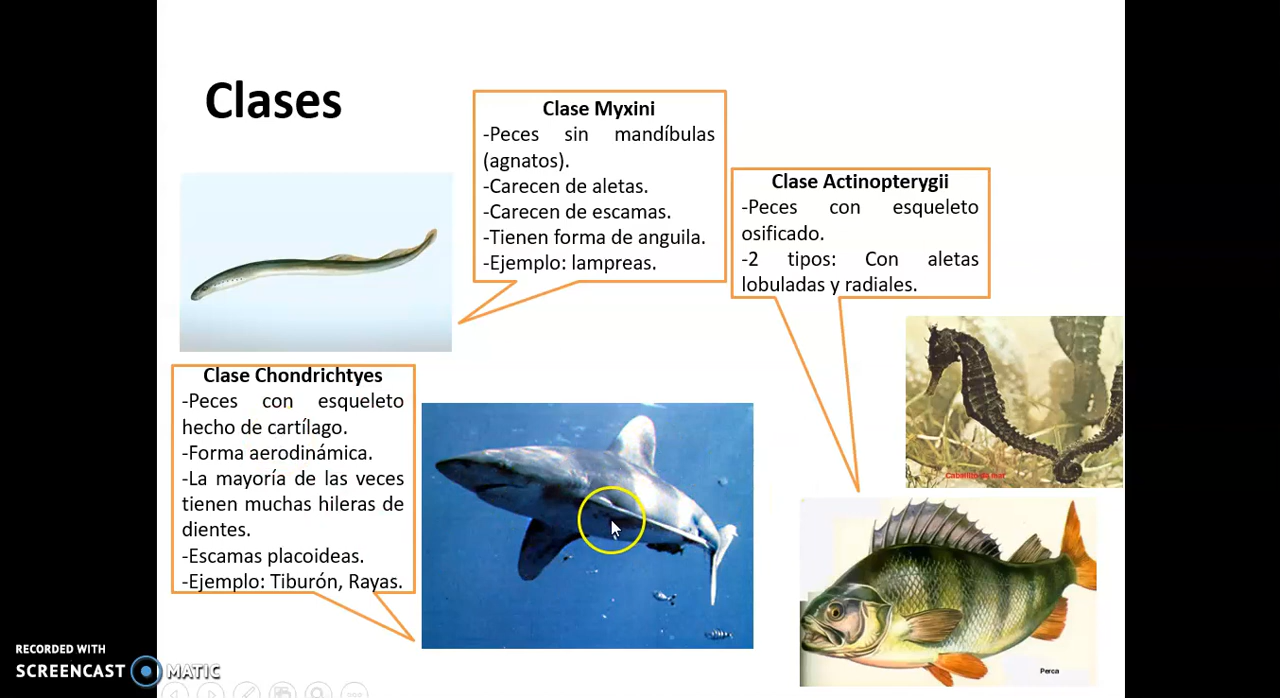 Clases
Clase Myxini
-Peces sin mandíbulas
(agnatos).
-Carecen de aletas.
-Carecen de escamas.
-Tienen forma de anguila.
-Ejemplo: lampreas.
Clase Actinopterygii
-Peces con esqueleto
osificado.
-2 tipos: Con aletas
lobuladas y radiales.
Clase Chondrichtyes
-Peces con esqueleto
hecho de cartílago.
-Forma aerodinámica.
-La mayoría de las veces
tienen muchas hileras de
dientes.
-Escamas placoideas.
-Ejemplo: Tiburón, Rayas.
Caballito de mar
Perca
RECORDED WITH
SCREENCAST MATIC